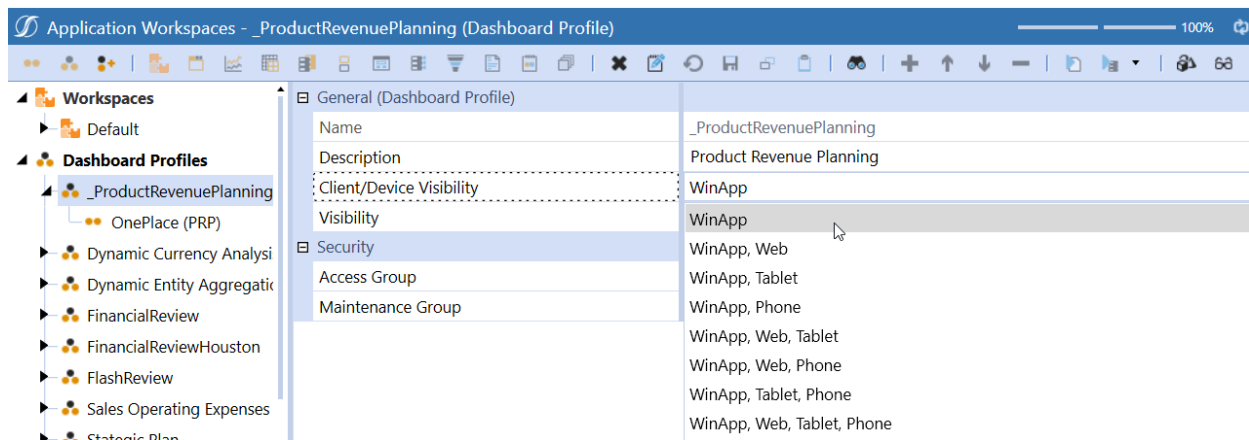 Application Workspaces - _ProductRevenuePlanning (Dashboard Profile)
100%
Workspaces
Default
Dashboard Profiles
_ProductRevenuePlanning
OnePlace (PRP)
Dynamic Currency Analysi
Dynamic Entity Aggregatic
FinancialReview
FinancialReviewHouston
FlashReview
Sales Operating Expenses
Stategic Plan
General (Dashboard Profile)
Name
_ProductRevenuePlanning
Description
Product Revenue Planning
Client/Device Visibility
WinApp
Visibility
Security
Access Group
Maintenance Group
WinApp
WinApp, Web
WinApp, Tablet
WinApp, Phone
WinApp, Web, Tablet
WinApp, Web, Phone
WinApp, Tablet, Phone
WinApp, Web, Tablet, Phone